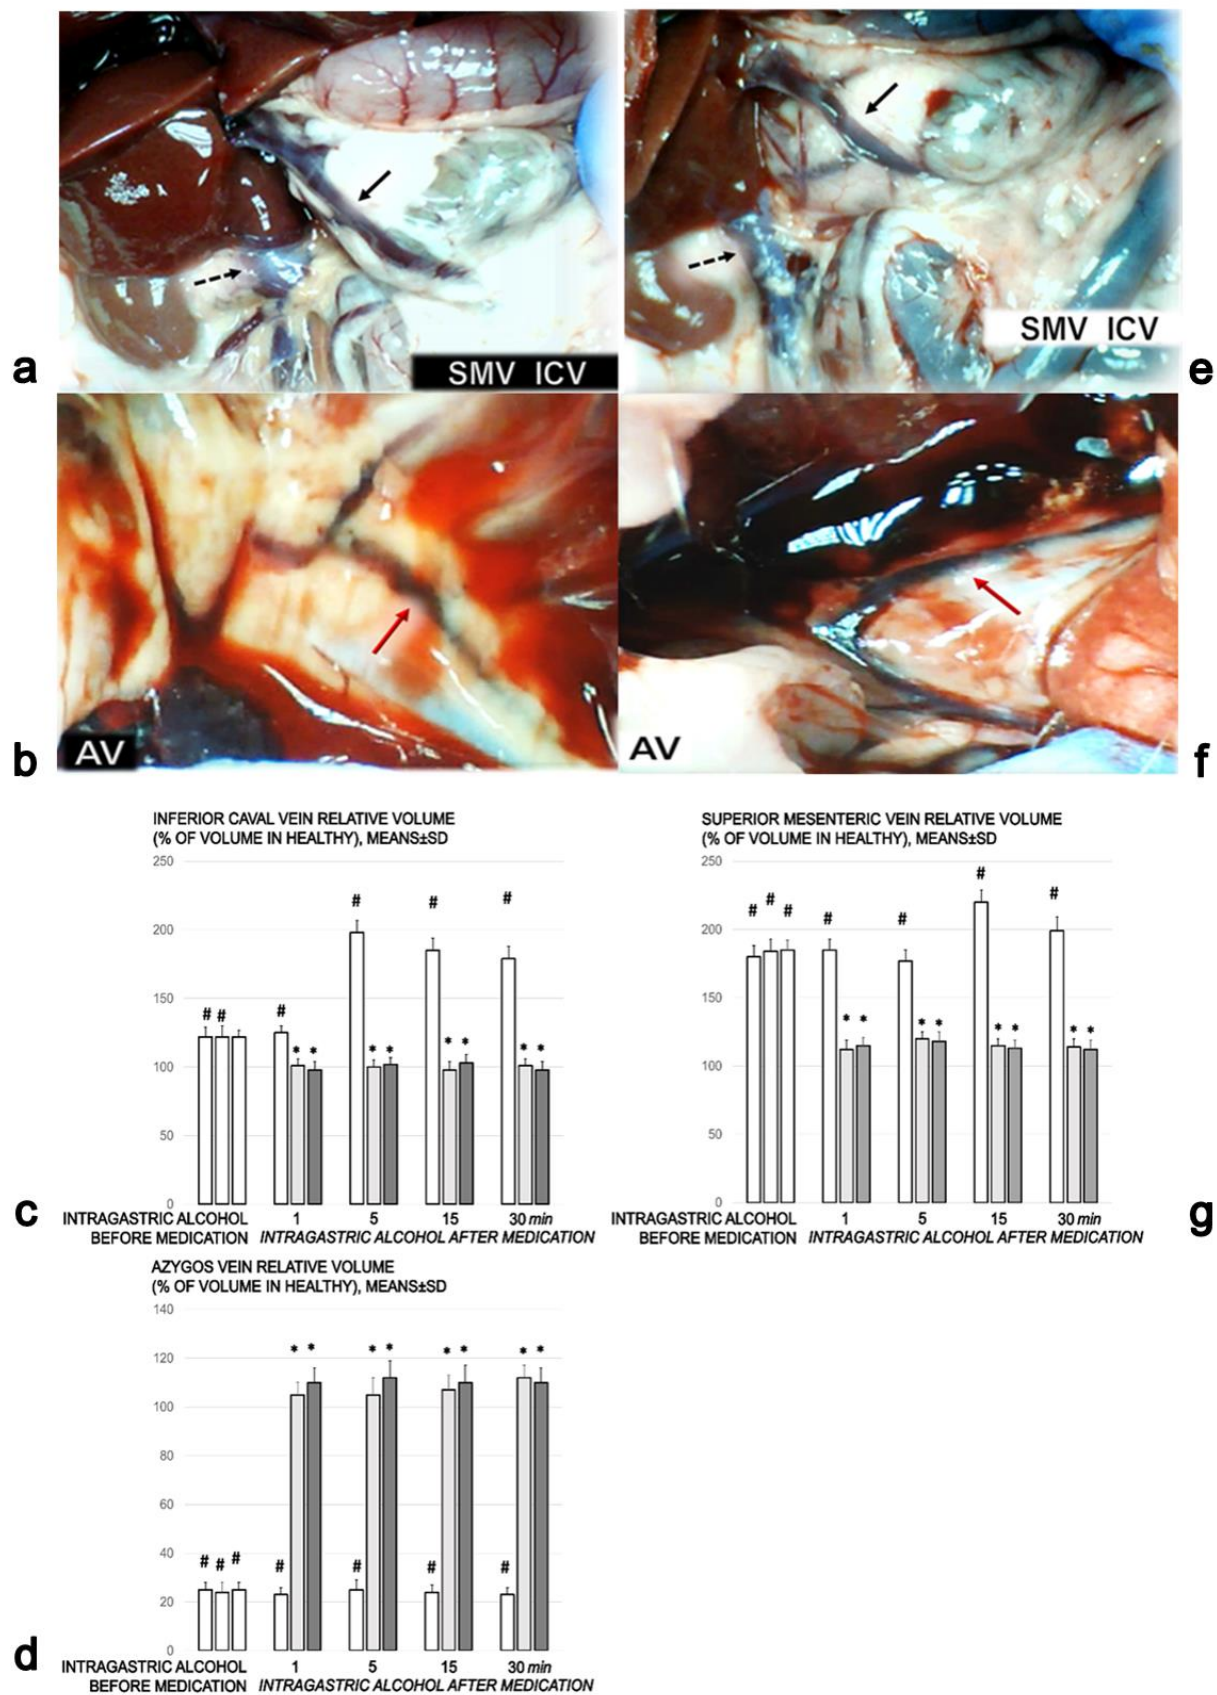 a
SMV ICV
SMV ICV
e
b
AV
AV
f
INFERIOR CAVAL VEIN RELATIVE VOLUME
(% OF VOLUME IN HEALTHY), MEANS±SD
250
200
150
100
50
0
# # # # # #
* * * * * * * *
c
INTRAGASTRIC ALCOHOL
BEFORE MEDICATION
1 5 15 30 min
INTRAGASTRIC ALCOHOL AFTER MEDICATION
SUPERIOR MESENTERIC VEIN RELATIVE VOLUME
(% OF VOLUME IN HEALTHY), MEANS±SD
250
200
150
100
50
0
# # # # # # #
* * * * * * * *
INTRAGASTRIC ALCOHOL
BEFORE MEDICATION
1 5 15 30 min
INTRAGASTRIC ALCOHOL AFTER MEDICATION
g
AZYGOS VEIN RELATIVE VOLUME
(% OF VOLUME IN HEALTHY), MEANS±SD
140
120
100
80
60
40
20
0
* * * * * * * *
# # # # # # #
d
INTRAGASTRIC ALCOHOL
BEFORE MEDICATION
1 5 15 30 min
INTRAGASTRIC ALCOHOL AFTER MEDICATION